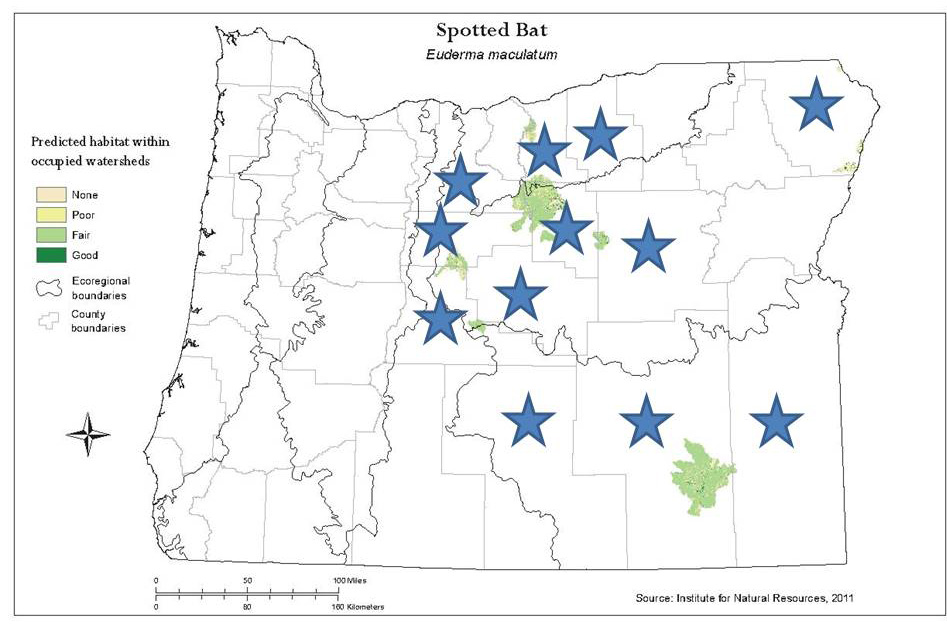 Spotted Bat
Euderma maculatum
Predicted habitat within
occupied watersheds
None
Poor
Fair
Good
Ecoregional
boundaries
County
boundaries
0 50 100 Miles
0 80 160 Kilometers
Source: Institute for Natural Resources, 2011